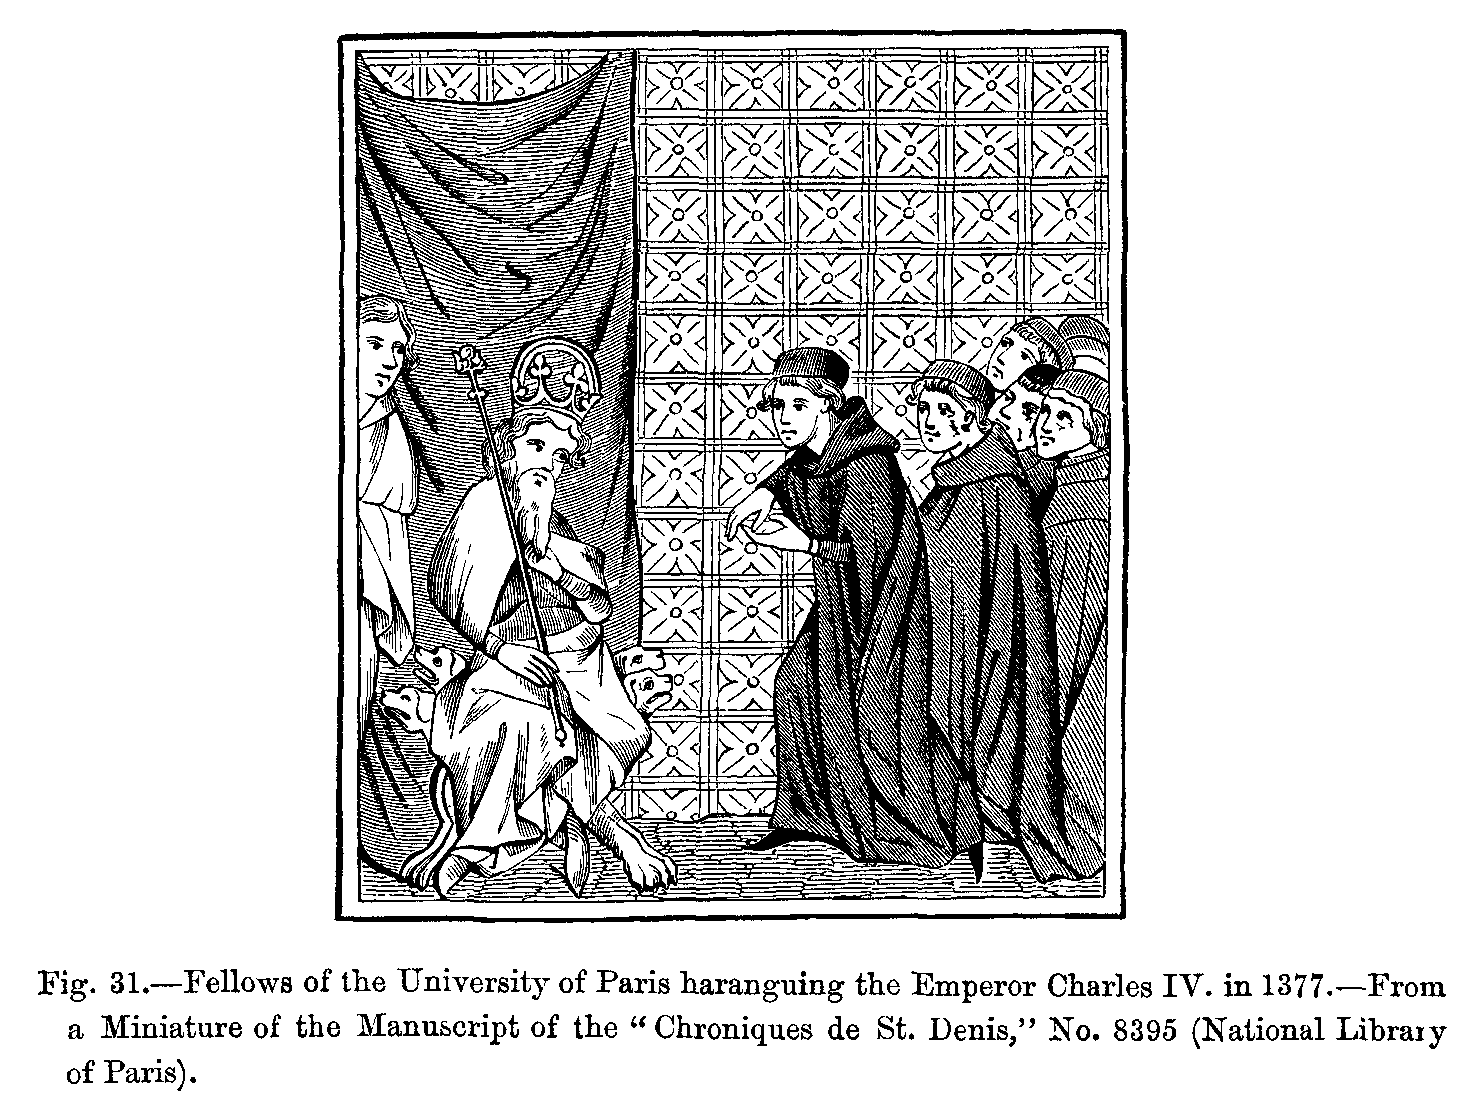 Fig. 31.—Fellows of the University of Paris haranguing the Emperor Charles IV. in 1377.—From
a Miniature of the Manuscript of the “Chroniques de St. Denis,” No. 8395 (National Library
of Paris).